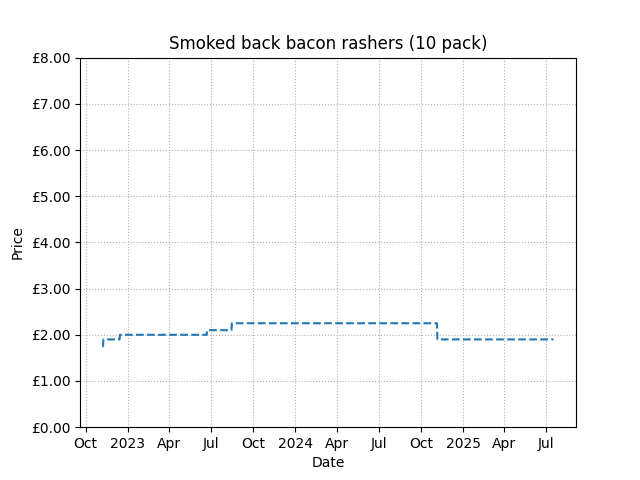 Smoked back bacon rashers (10 pack)
£8.00
£7.00
£6.00
£5.00
£4.00
£3.00
£2.00
£1.00
£0.00
Price
Oct 2023 Apr Jul Oct 2024 Apr Jul Oct 2025 Apr Jul
Date